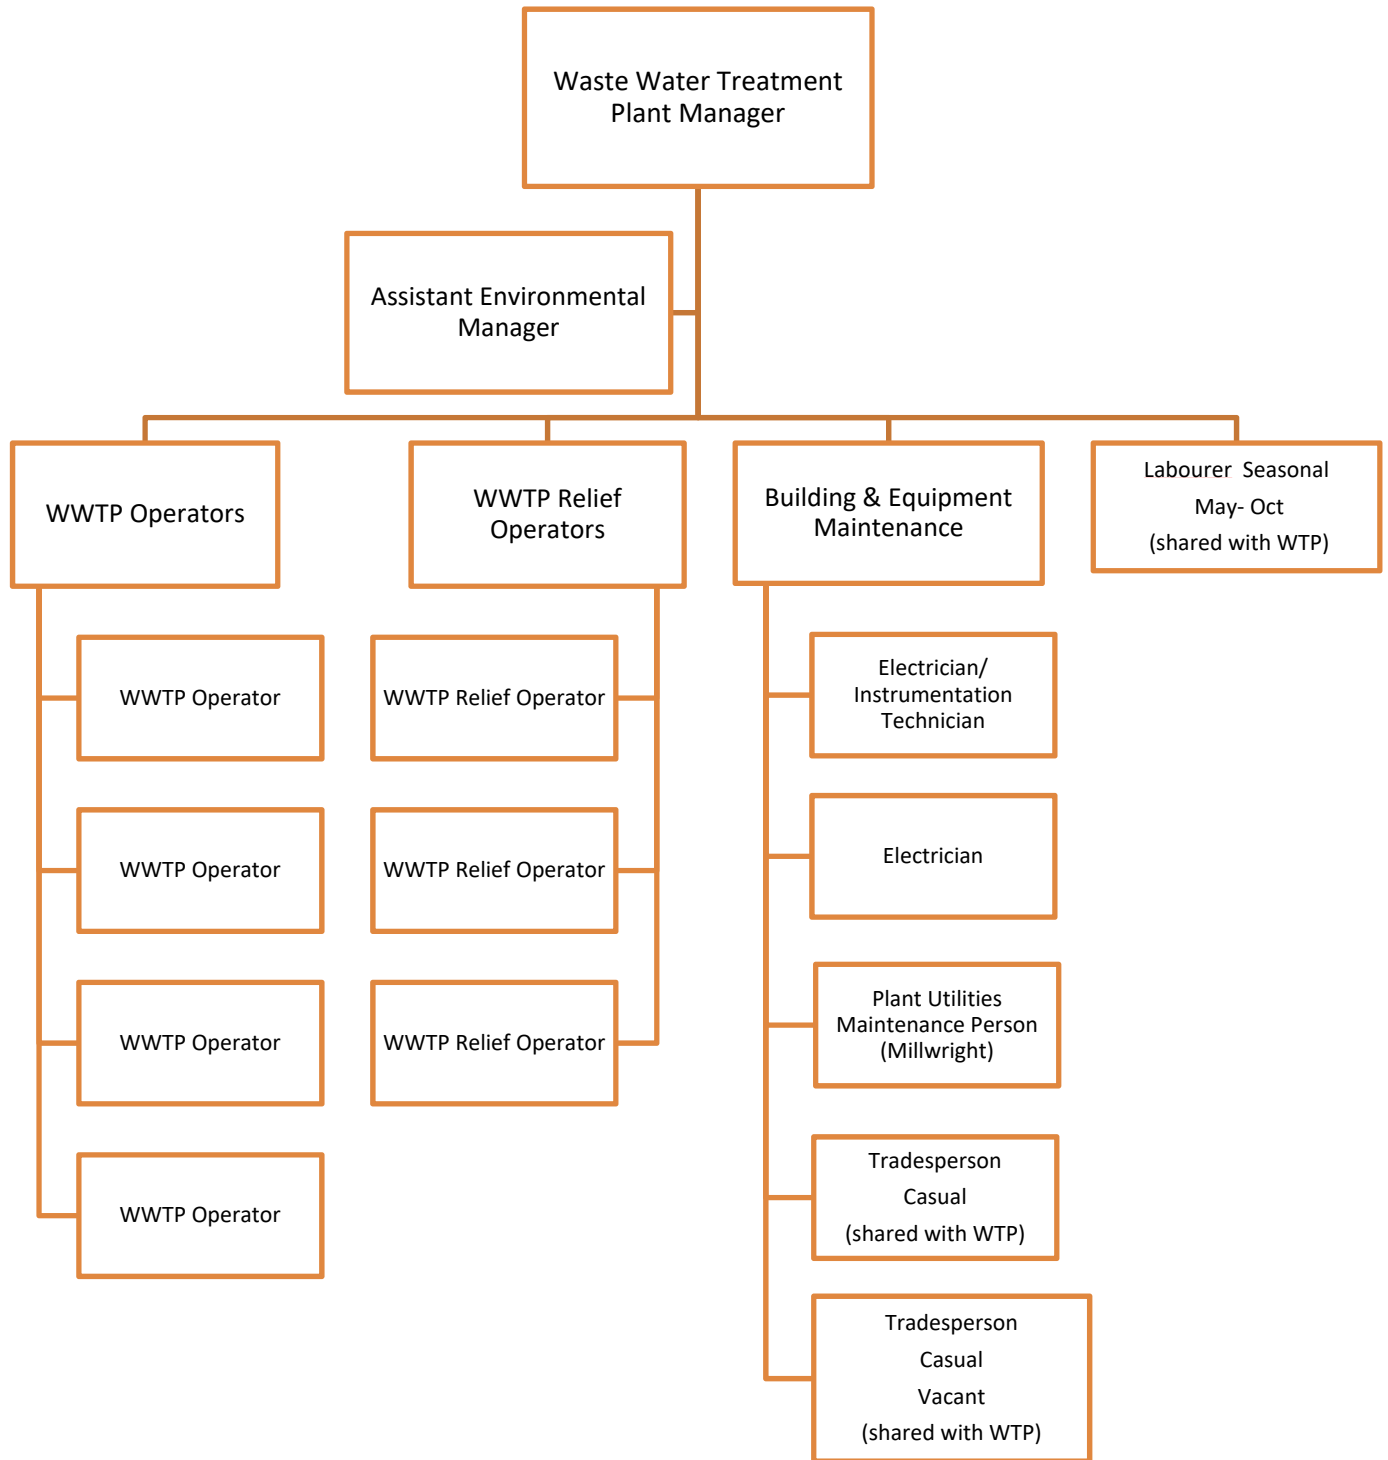 Waste Water Treatment
Plant Manager
Assistant Environmental
Manager
WWTP Operators
WWTP Relief
Operators
Building & Equipment
Maintenance
Labourer  Seasonal
May- Oct
(shared with WTP)
WWTP Operator
WWTP Operator
WWTP Operator
WWTP Operator
WWTP Relief Operator
WWTP Relief Operator
WWTP Relief Operator
Electrician/
Instrumentation
Technician
Electrician
Plant Utilities
Maintenance Person
(Millwright)
Tradesperson
Casual
(shared with WTP)
Tradesperson
Casual
Vacant
(shared with WTP)